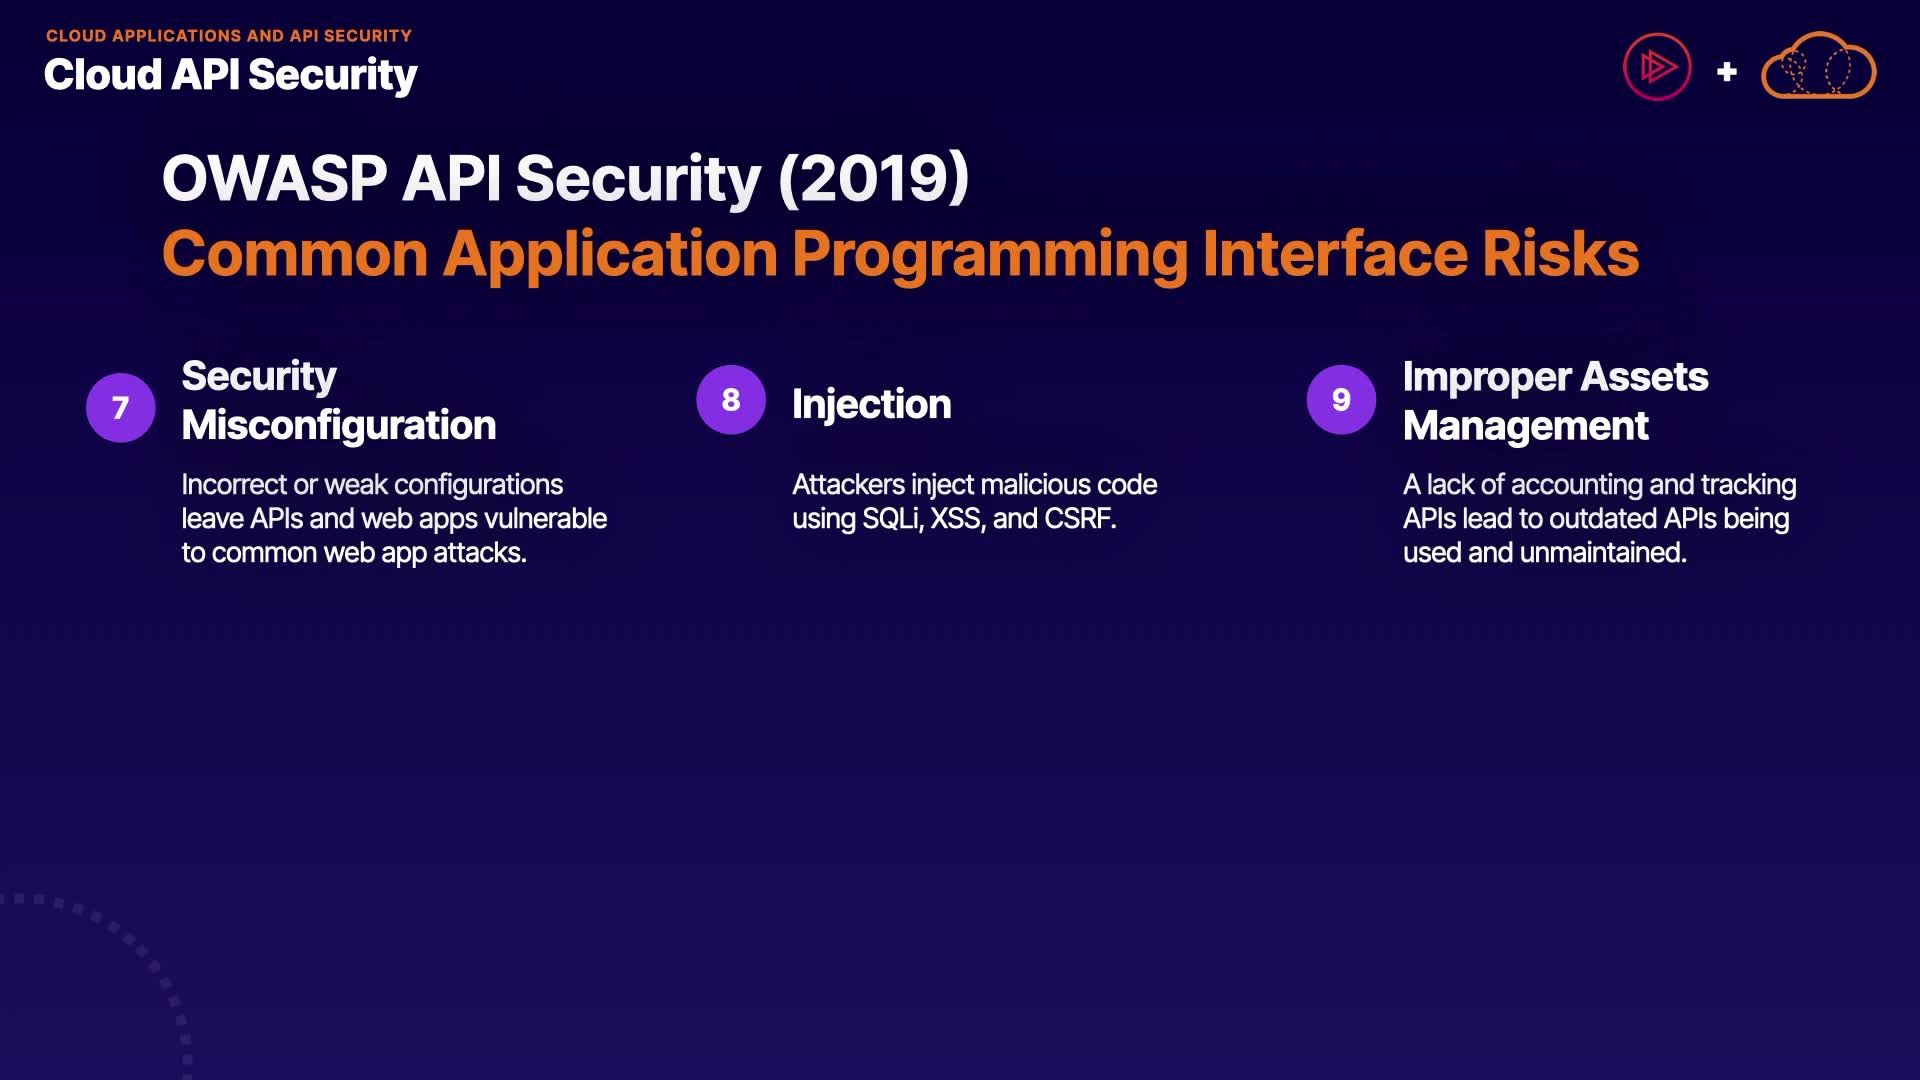 CLOUD APPLICATIONS AND API SECURITY
Cloud API Security
+
OWASP API Security (2019)
Common Application Programming Interface Risks
7
Security
Misconfiguration
Incorrect or weak configurations
leave APIs and web apps vulnerable
to common web app attacks.
8
Injection
Attackers inject malicious code
using SQLi, XSS, and CSRF.
9
Improper Assets
Management
A lack of accounting and tracking
APIs lead to outdated APIs being
used and unmaintained.